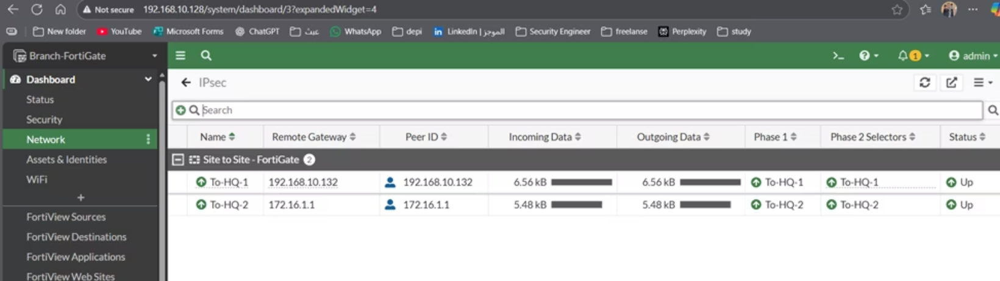 Not secure 192.168.10.128/system/dashboard/3?expandedWidget=4
New folder YouTube Microsoft Forms ChatGPT عبث WhatsApp depi LinkedIn | الموجز Security Engineer freelanse Perplexity study
Branch-FortiGate >_ ? 1 admin
Dashboard
Status
Security
Network
Assets & Identities
WiFi
+
FortiView Sources
FortiView Destinations
FortiView Applications
FortiView Web Sites
IPsec
Search
Name Remote Gateway Peer ID Incoming Data Outgoing Data Phase 1 Phase 2 Selectors Status
Site to Site - FortiGate 2
To-HQ-1 192.168.10.132 192.168.10.132 6.56 kB 6.56 kB To-HQ-1 To-HQ-1 Up
To-HQ-2 172.16.1.1 172.16.1.1 5.48 kB 5.48 kB To-HQ-2 To-HQ-2 Up